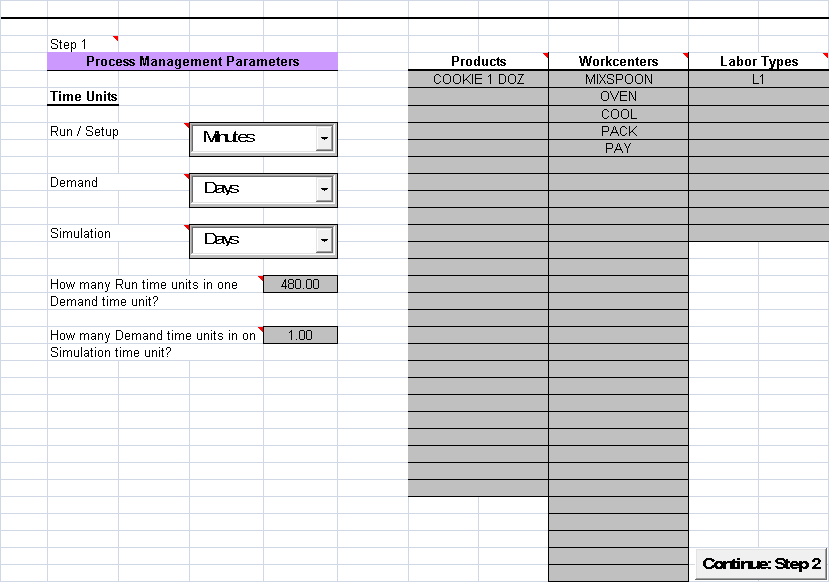 Step 1
Process Management Parameters
Time Units
Run / Setup
Minutes
Demand
Days
Simulation
Days
How many Run time units in one
Demand time unit?
480.00
How many Demand time units in on
Simulation time unit?
1.00
Products
Workcenters
Labor Types
COOKIE 1 DOZ
MIXSPOON
L1
OVEN
COOL
PACK
PAY
Continue: Step 2